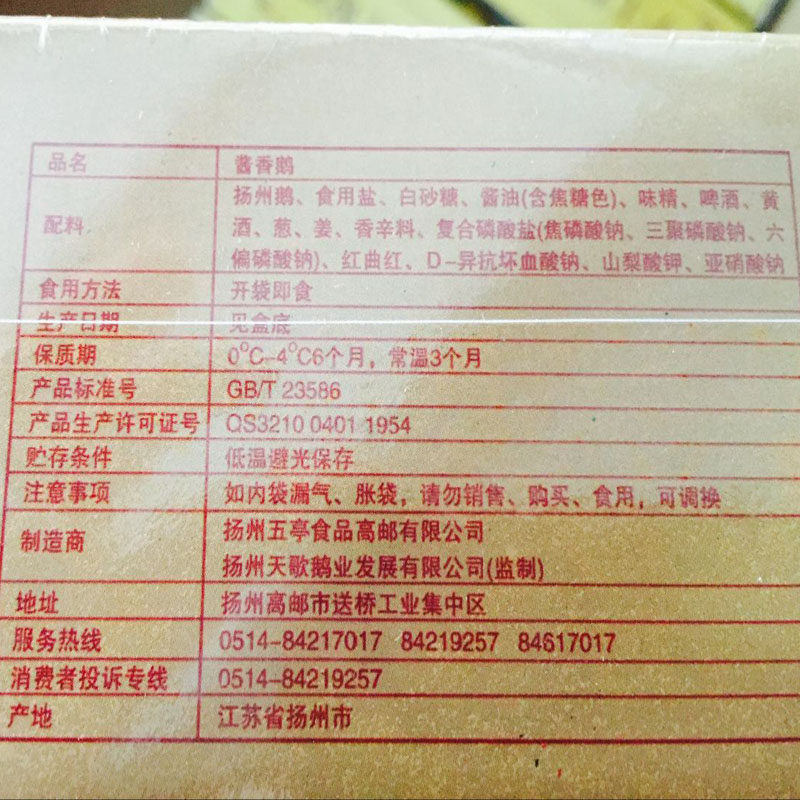 品名 酱香鹅
配料 扬州鹅、食用盐、白砂糖、酱油(含焦糖色)、味精、啤酒、黄
酒、葱、姜、香辛料、复合磷酸盐(焦磷酸钠、三聚磷酸钠、六
偏磷酸钠)、红曲红、D-异抗坏血酸钠、山梨酸钾、亚硝酸钠
食用方法 开袋即食
生产日期 见盒底
保质期 0°C-4°C6个月，常温3个月
产品标准号 GB/T 23586
产品生产许可证号 QS3210 0401 1954
贮存条件 低温避光保存
注意事项 如内袋漏气、胀袋，请勿销售、购买、食用，可调换
制造商 扬州五亭食品高邮有限公司
扬州天歌鹅业发展有限公司(监制)
地址 扬州高邮市送桥工业集中区
服务热线 0514-84217017 84219257 84617017
消费者投诉专线 0514-84219257
产地 江苏省扬州市